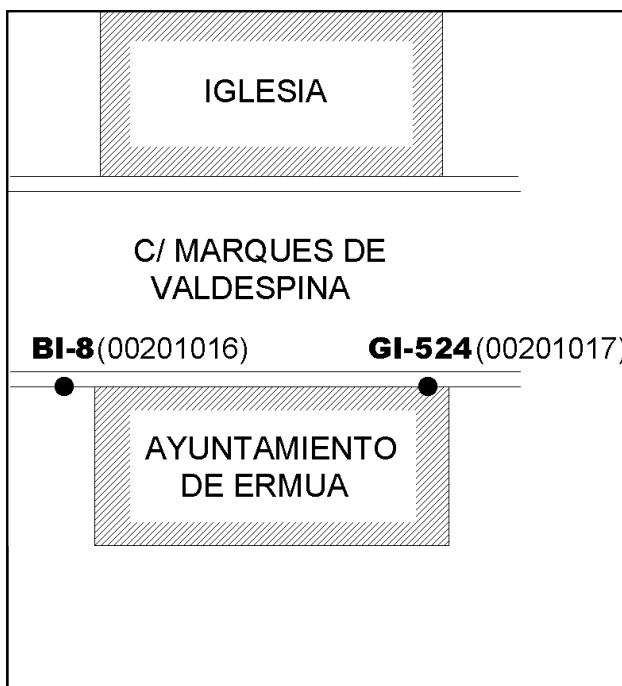 IGLESIA
C/ MARQUES DE
VALDESPINA
BI-8(00201016) GI-524(00201017)
AYUNTAMIENTO
DE ERMUA